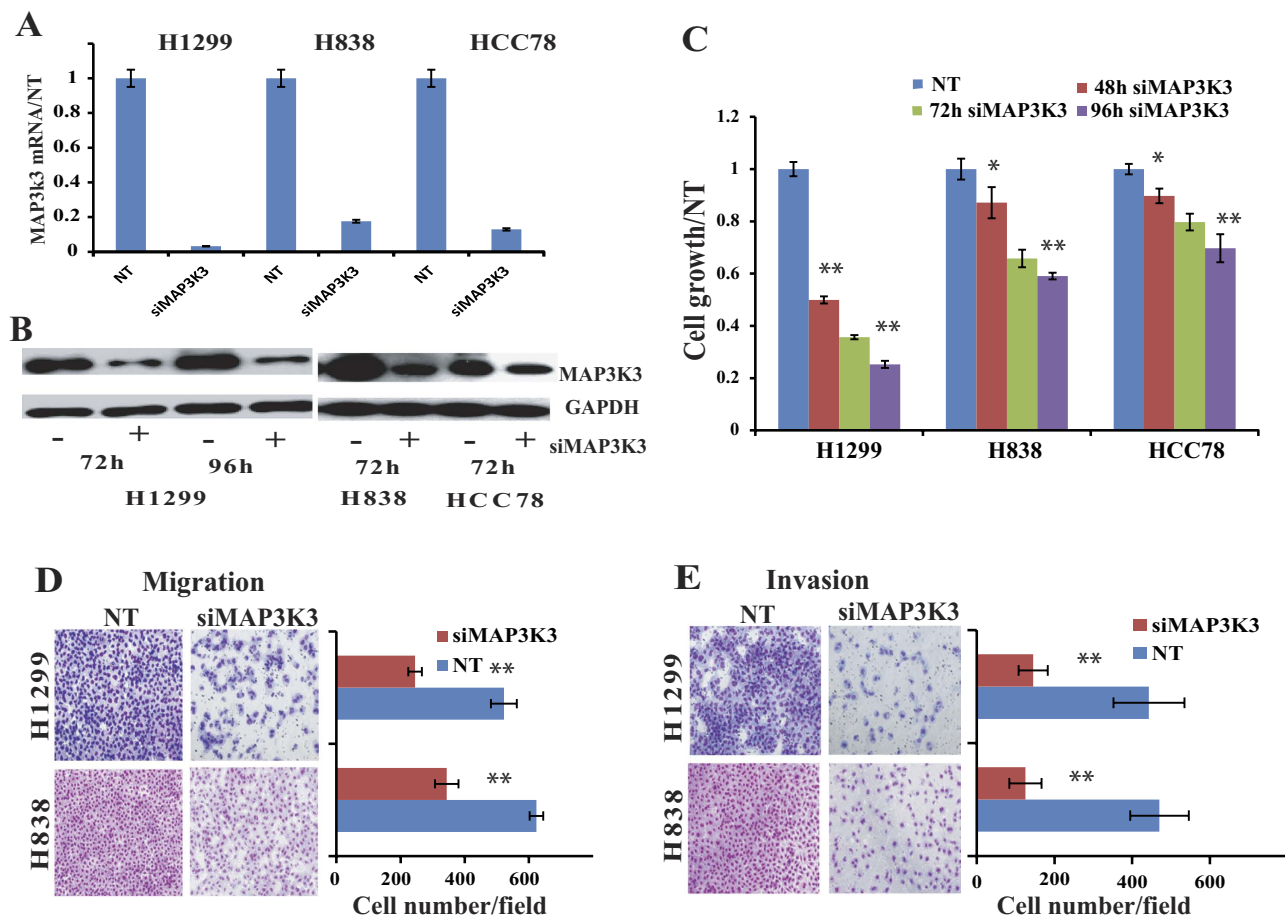 A
H1299 H838 HCC78
MAP3k3 mRNA/NT
1
0.8
0.6
0.4
0.2
0
NT siMAP3K3 NT siMAP3K3 NT siMAP3K3
B
MAP3K3
GAPDH
- + - + - + - + siMAP3K3
72h 96h 72h 72h
H1299 H838 HCC78
C
NT 48h siMAP3K3
72h siMAP3K3 96h siMAP3K3
Cell growth/NT
1.2
1
0.8
0.6
0.4
0.2
0
** ** * ** * **
H1299 H838 HCC78
D
Migration
NT siMAP3K3
H1299
H838
siMAP3K3
NT
**
**
0 200 400 600
Cell number/field
E
Invasion
NT siMAP3K3
H1299
H838
siMAP3K3
NT
**
**
0 200 400 600
Cell number/field